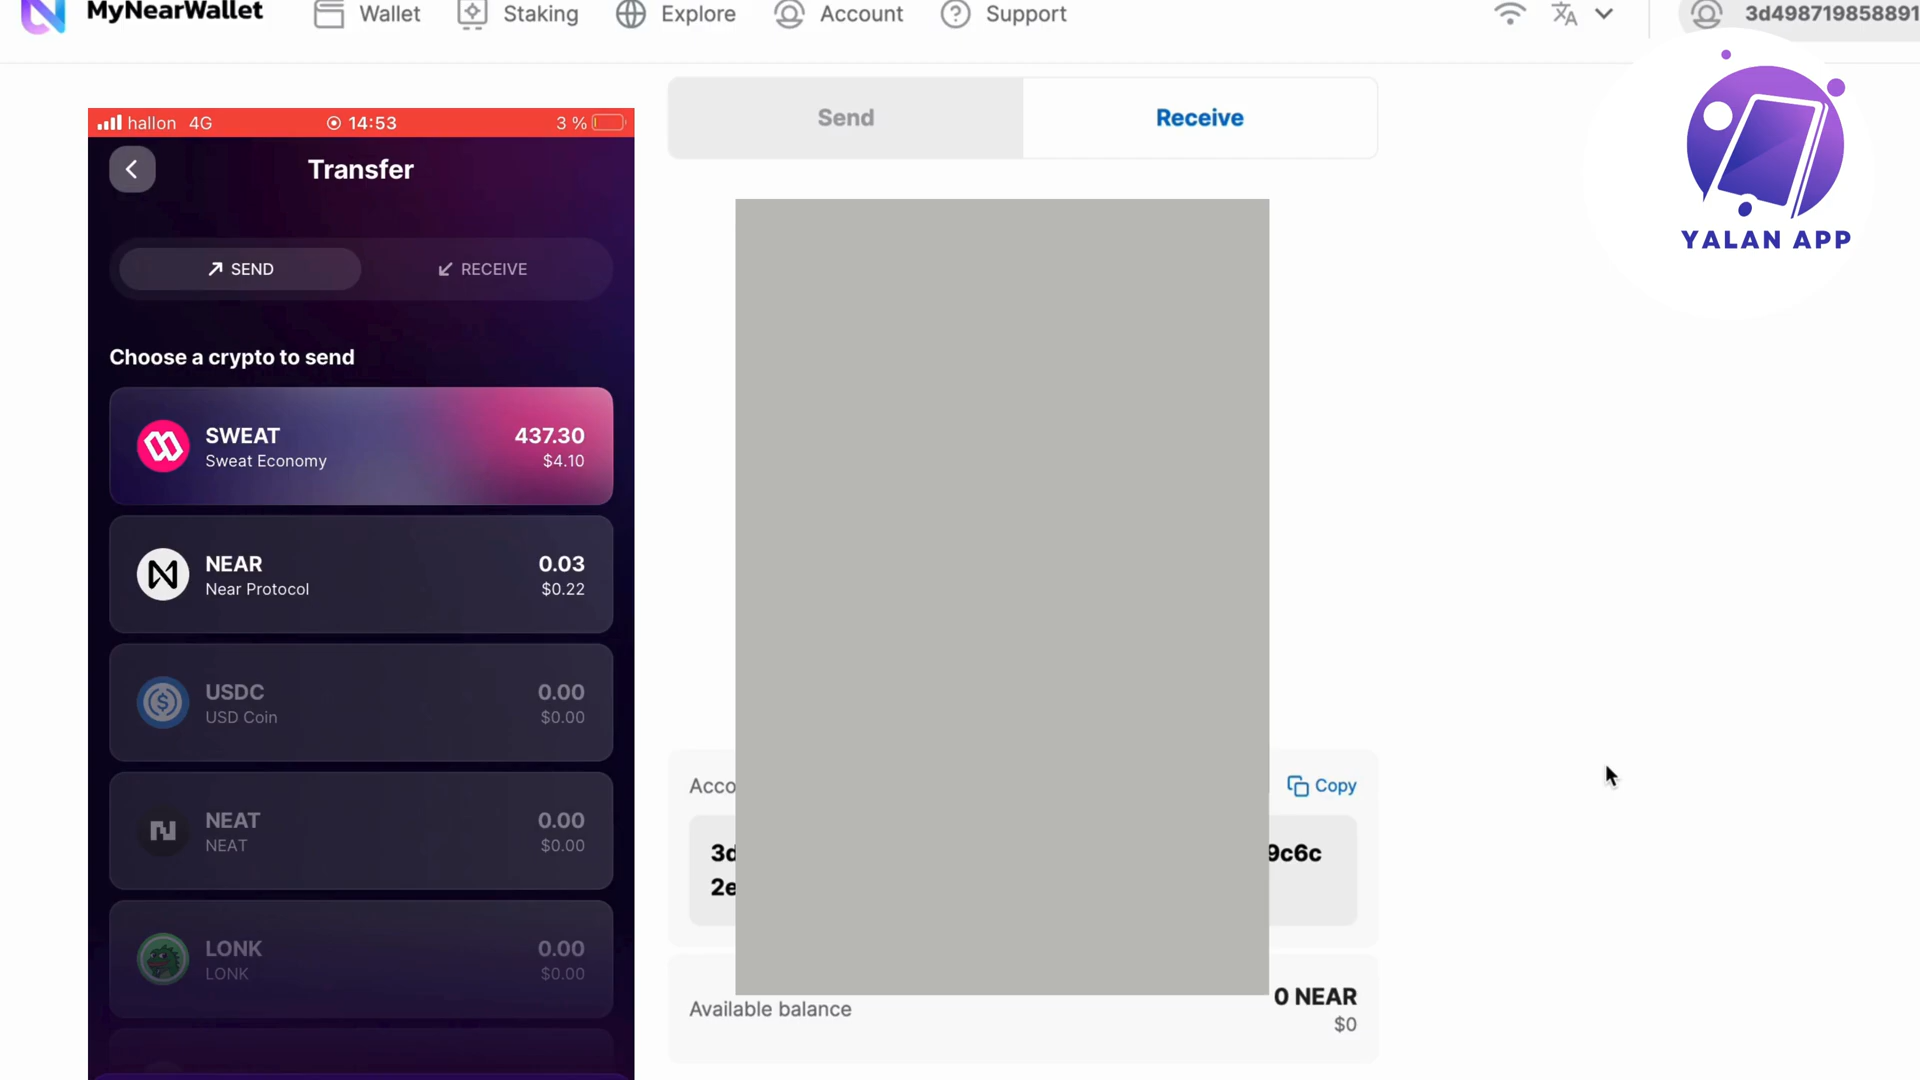 MyNearWallet
Wallet
Staking
Explore
Account
Support
3d498719858891
YALAN APP
hallon 4G
14:53
3 %
Transfer
SEND
RECEIVE
Choose a crypto to send
SWEAT
437.30
Sweat Economy
$4.10
NEAR
0.03
Near Protocol
$0.22
USDC
0.00
USD Coin
$0.00
NEAT
0.00
NEAT
$0.00
LONK
0.00
LONK
$0.00
Send
Receive
Acco
Copy
3d
9c6c
2e
Available balance
0 NEAR
$0